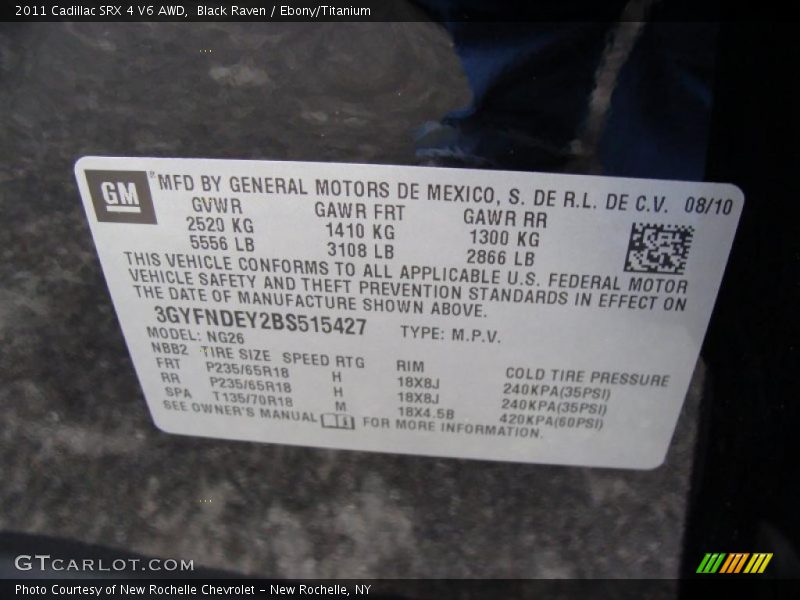 2011 Cadillac SRX 4 V6 AWD,  Black Raven / Ebony/Titanium
GM® MFD BY GENERAL MOTORS DE MEXICO, S. DE R.L. DE C.V. 08/10
GVWR GAWR FRT GAWR RR
2520 KG 1410 KG 1300 KG
5556 LB 3108 LB 2866 LB
THIS VEHICLE CONFORMS TO ALL APPLICABLE U.S. FEDERAL MOTOR
VEHICLE SAFETY AND THEFT PREVENTION STANDARDS IN EFFECT ON
THE DATE OF MANUFACTURE SHOWN ABOVE.
3GYFNDEY2BS515427 TYPE: M.P.V.
MODEL: NG26
NBB2 TIRE SIZE SPEED RTG RIM COLD TIRE PRESSURE
FRT P235/65R18 H 18X8J 240KPA(35PSI)
RR P235/65R18 H 18X8J 240KPA(35PSI)
SPA T135/70R18 M 18X4.5B 420KPA(60PSI)
SEE OWNER'S MANUAL FOR MORE INFORMATION.
GTCARLOT.COM
Photo Courtesy of New Rochelle Chevrolet - New Rochelle, NY